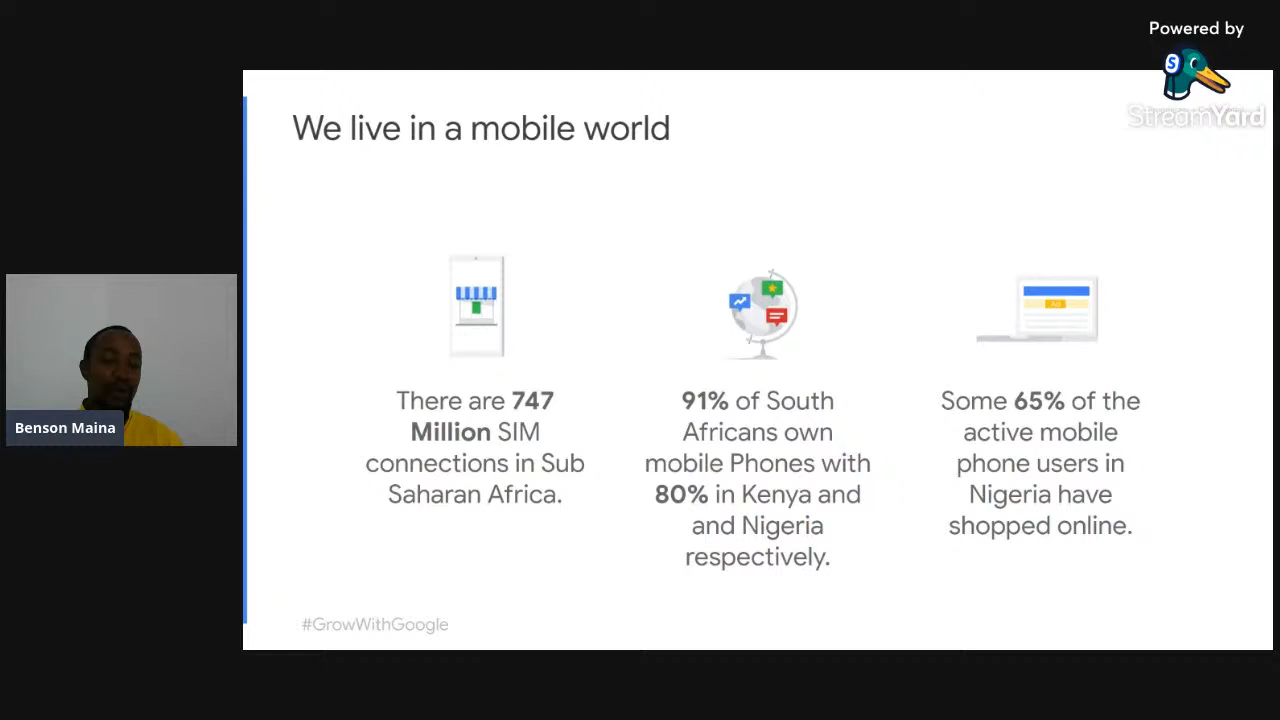 Powered by
StreamYard
We live in a mobile world
There are 747
Million SIM
connections in Sub
Saharan Africa.
91% of South
Africans own
mobile Phones with
80% in Kenya and
and Nigeria
respectively.
Ad
Some 65% of the
active mobile
phone users in
Nigeria have
shopped online.
Benson Maina
#GrowWithGoogle